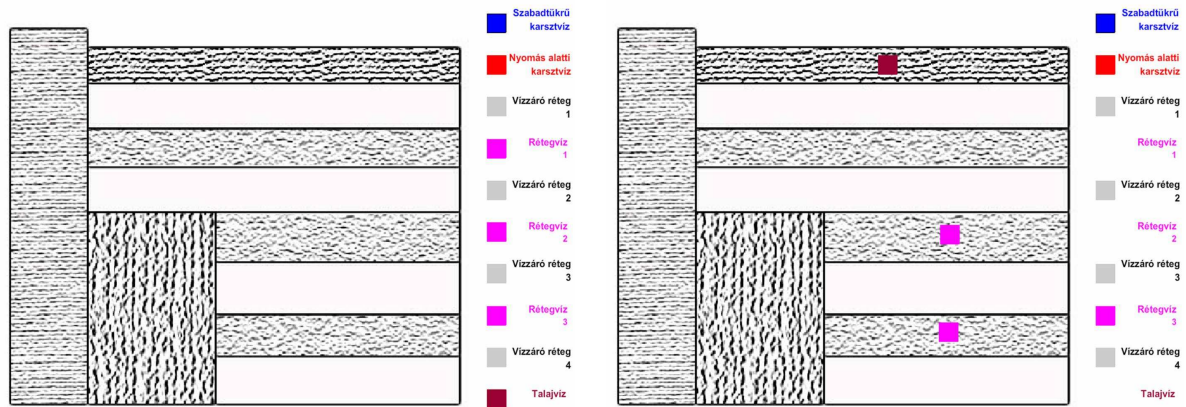 Szabadtükrű
karsztvíz
Nyomás alatti
karsztvíz
Vízzáró réteg
1
Rétegvíz
1
Vízzáró réteg
2
Rétegvíz
2
Vízzáró réteg
3
Rétegvíz
3
Vízzáró réteg
4
Talajvíz
Szabadtükrű
karsztvíz
Nyomás alatti
karsztvíz
Vízzáró réteg
1
Rétegvíz
1
Vízzáró réteg
2
Rétegvíz
2
Vízzáró réteg
3
Rétegvíz
3
Vízzáró réteg
4
Talajvíz